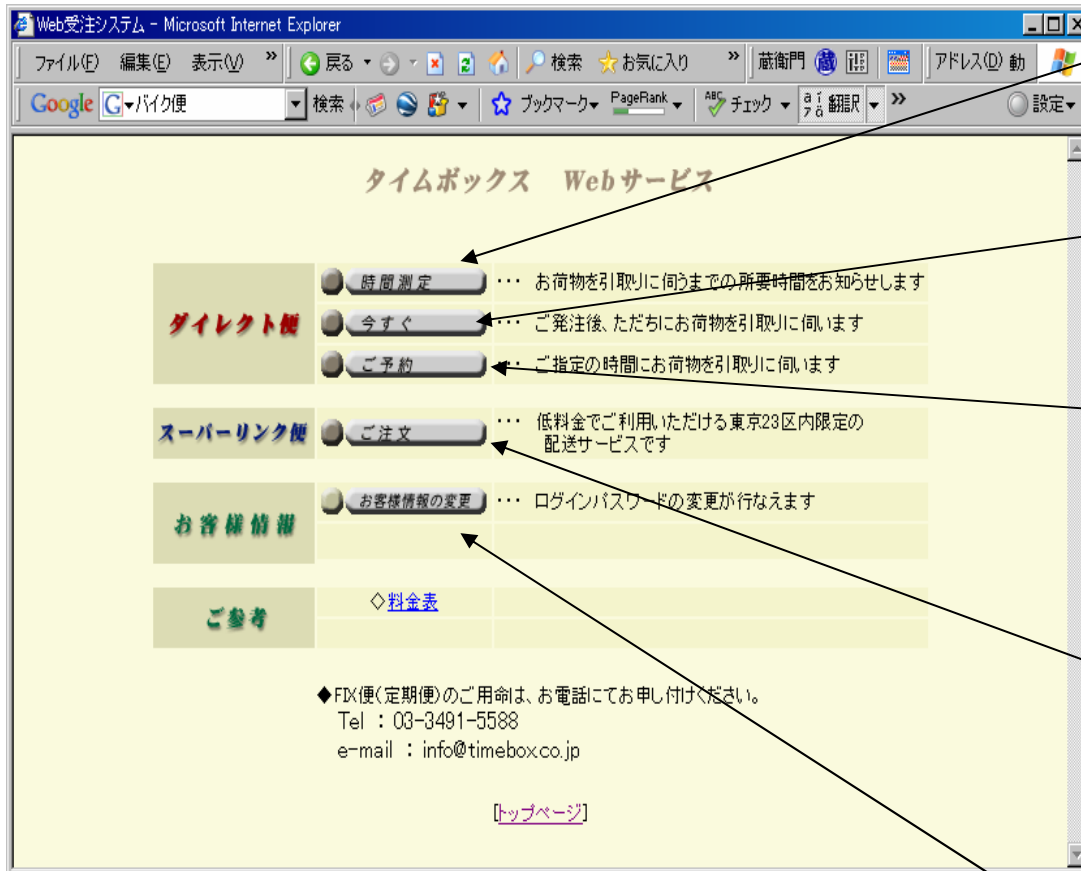 Web受注システム - Microsoft Internet Explorer
ファイル(F) 編集(E) 表示(V) » 戻る 検索 お気に入り » 蔵衛門 蔵 アドレス(D) 動
Google G バイク便 検索 ブックマーク PageRank ABC チェック 翻訳 » 設定
タイムボックス Webサービス
ダイレクト便
時間測定 ・・・ お荷物を引取りに伺うまでの所要時間をお知らせします
今すぐ ・・・ ご発注後、ただちにお荷物を引取りに伺います
ご予約 ・・・ ご指定の時間にお荷物を引取りに伺います
スーパーリンク便
ご注文 ・・・ 低料金でご利用いただける東京23区内限定の
配送サービスです
お客様情報
お客様情報の変更 ・・・ ログインパスワードの変更が行なえます
ご参考
◇料金表
◆FIX便(定期便)のご用命は、お電話にてお申し付けください。
Tel : 03-3491-5588
e-mail : info@timebox.co.jp
[トップページ]